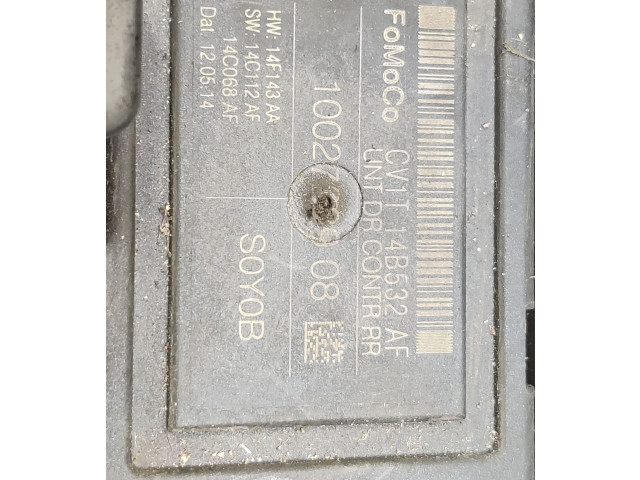 FoMoCo
CV1T 14B532 AF
UNT DR CONTR RR
08
HW: 14F143 AA
SW: 14C112 AF
14C068 AF
Dat. 12.05.14
S0Y0B